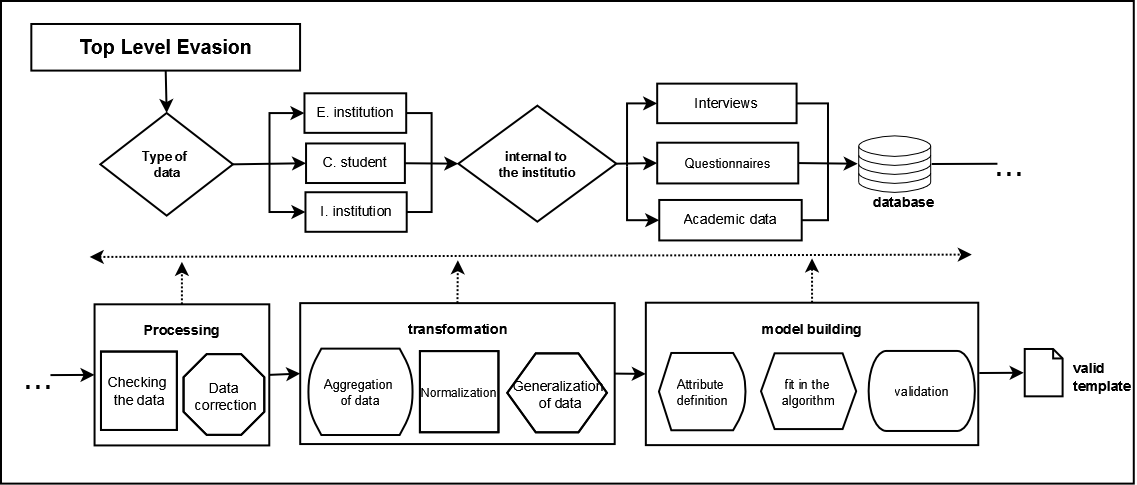 Top Level Evasion
Type of
data
E. institution
C. student
I. institution
internal to
the institutio
Interviews
Questionnaires
Academic data
database
...
...
Processing
Checking
the data
Data
correction
transformation
Aggregation
of data
Normalization
Generalization
of data
model building
Attribute
definition
fit in the
algorithm
validation
valid
template